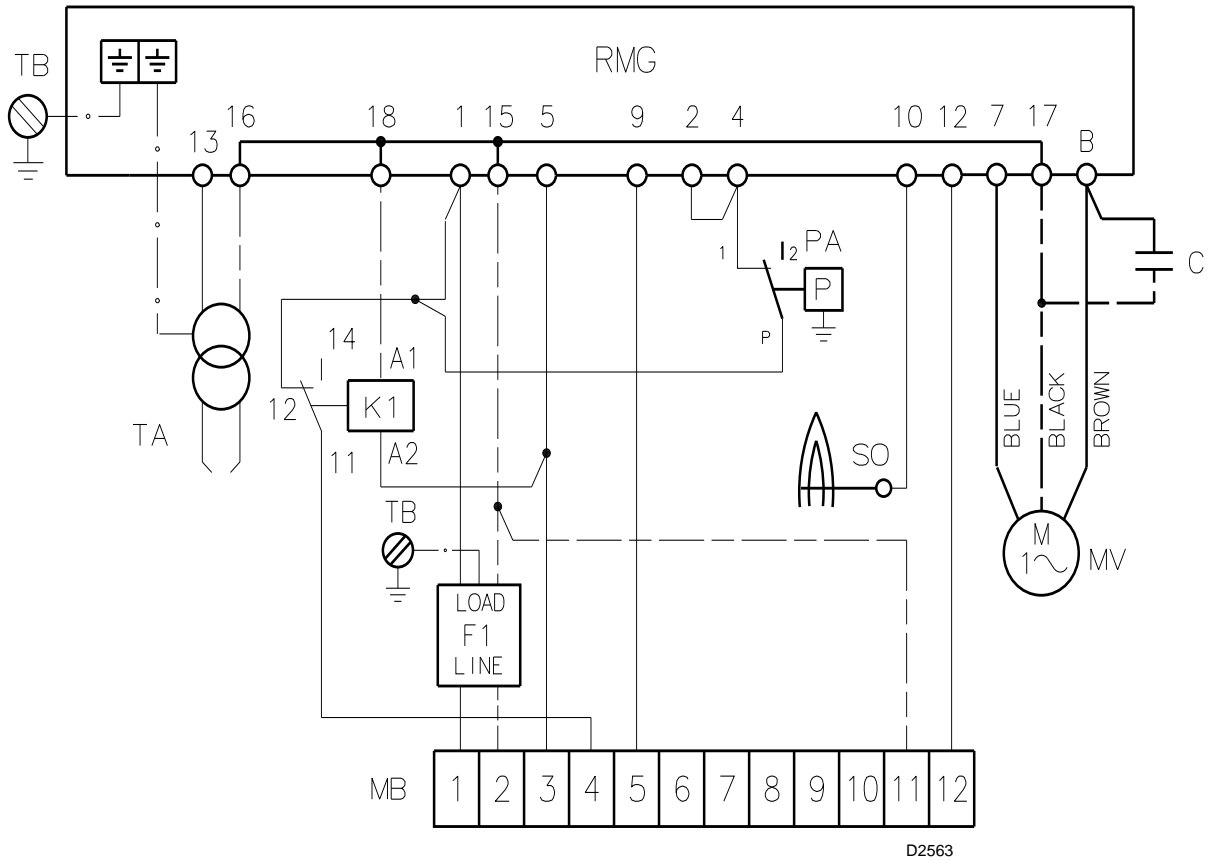 RMG
TB
13 16 18 1 15 5 9 2 4 10 12 7 17 B
1 2 PA
P
P
C
14 A1
12 K1
11 A2
TA
SO
BLUE
BLACK
BROWN
M
1~
MV
TB
LOAD
F1
LINE
MB 1 2 3 4 5 6 7 8 9 10 11 12
D2563